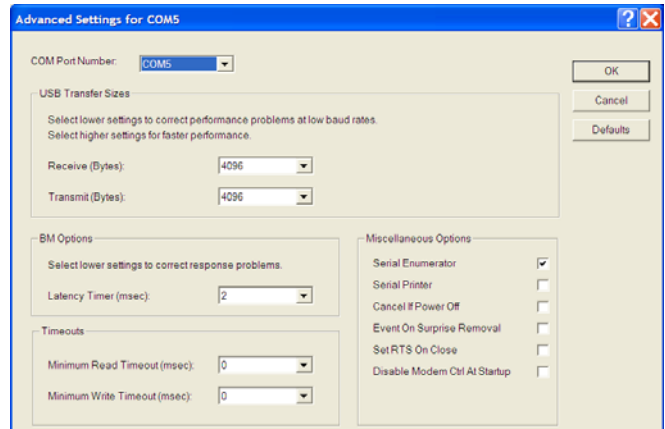 Advanced Settings for COM5
COM Port Number: COM5
OK
Cancel
Defaults
USB Transfer Sizes
Select lower settings to correct performance problems at low baud rates.
Select higher settings for faster performance.
Receive (Bytes): 4096
Transmit (Bytes): 4096
BM Options
Select lower settings to correct response problems.
Latency Timer (msec): 2
Timeouts
Minimum Read Timeout (msec): 0
Minimum Write Timeout (msec): 0
Miscellaneous Options
Serial Enumerator
Serial Printer
Cancel If Power Off
Event On Surprise Removal
Set RTS On Close
Disable Modem Ctrl At Startup